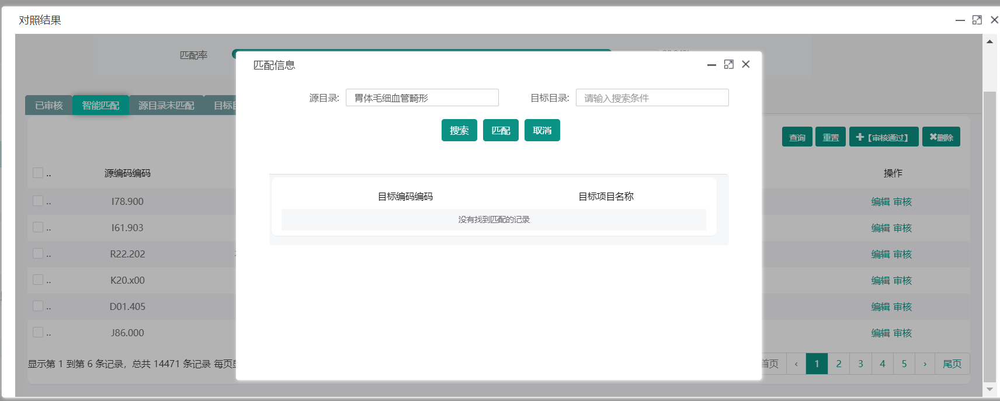 对照结果
匹配率
匹配信息
源目录: 胃体毛细血管畸形 目标目录: 请输入搜索条件
已审核 智能匹配 源目录未匹配 目标目
搜索 匹配 取消
查询 重置 【审核通过】 删除
.. 源编码编码 操作
目标编码编码 目标项目名称
没有找到匹配的记录
.. I78.900 编辑 审核
.. I61.903 编辑 审核
.. R22.202 编辑 审核
.. K20.x00 编辑 审核
.. D01.405 编辑 审核
.. J86.000 编辑 审核
显示第 1 到第 6 条记录，总共 14471 条记录 每页 首页 ‹ 1 2 3 4 5 › 尾页